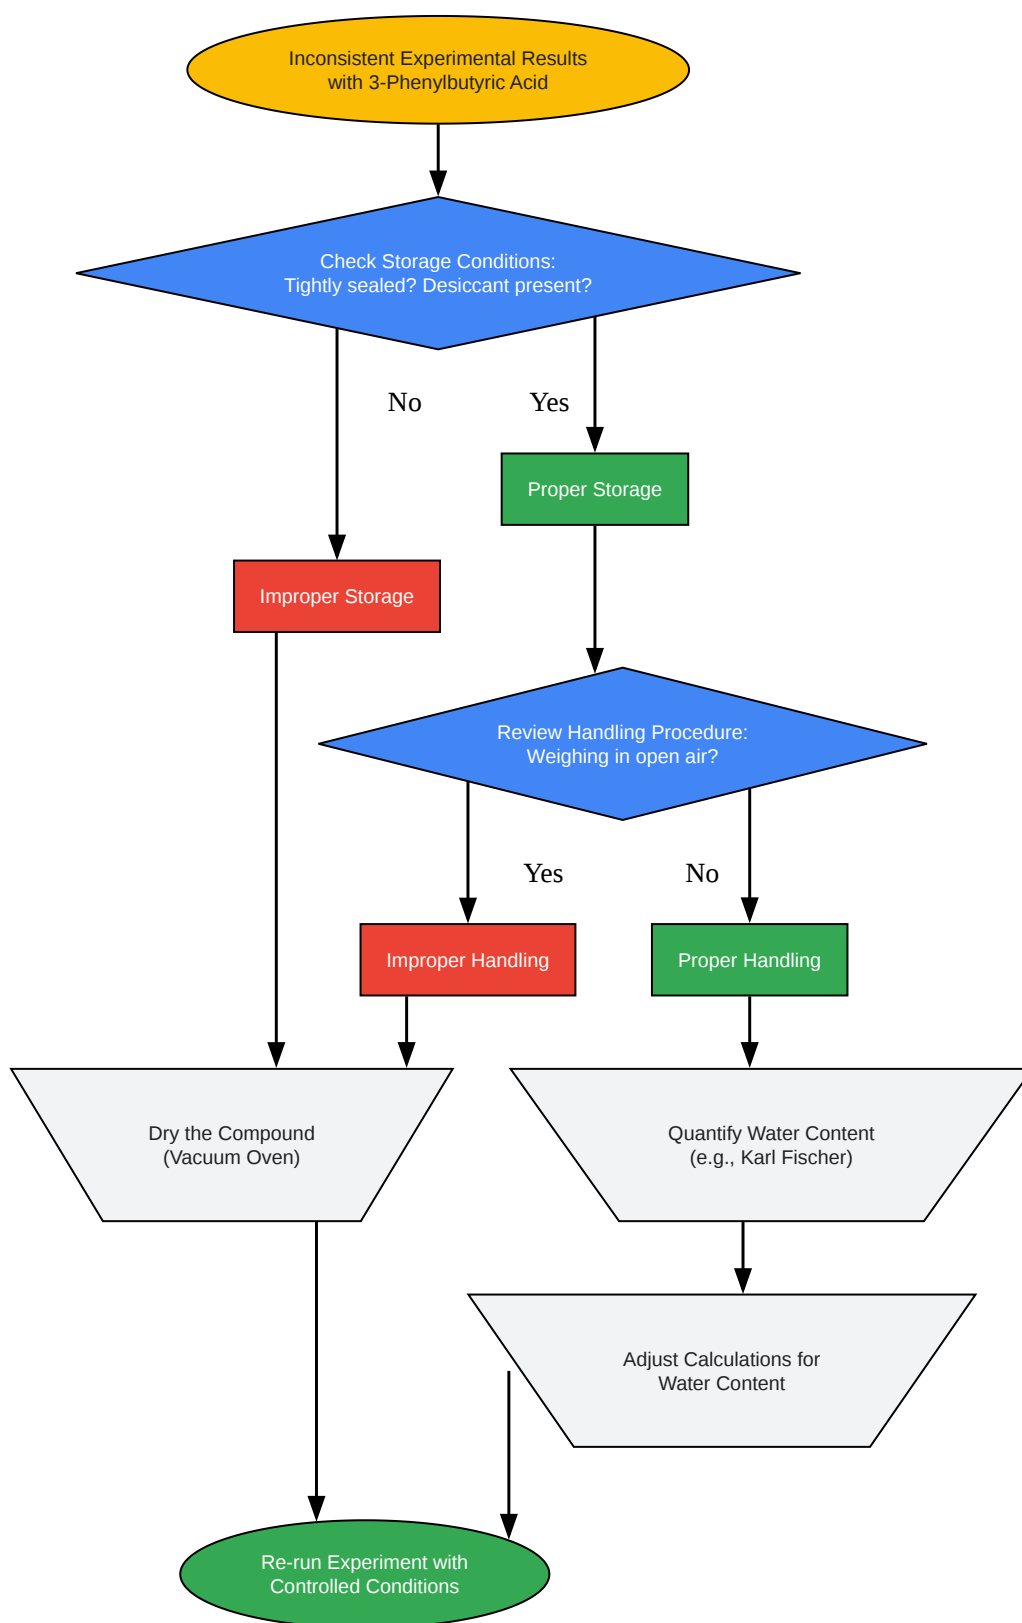 Inconsistent Experimental Results
with 3-Phenylbutyric Acid
Check Storage Conditions:
Tightly sealed? Desiccant present?
No
Yes
Proper Storage
Improper Storage
Review Handling Procedure:
Weighing in open air?
Yes
No
Improper Handling
Proper Handling
Dry the Compound
(Vacuum Oven)
Quantify Water Content
(e.g., Karl Fischer)
Adjust Calculations for
Water Content
Re-run Experiment with
Controlled Conditions